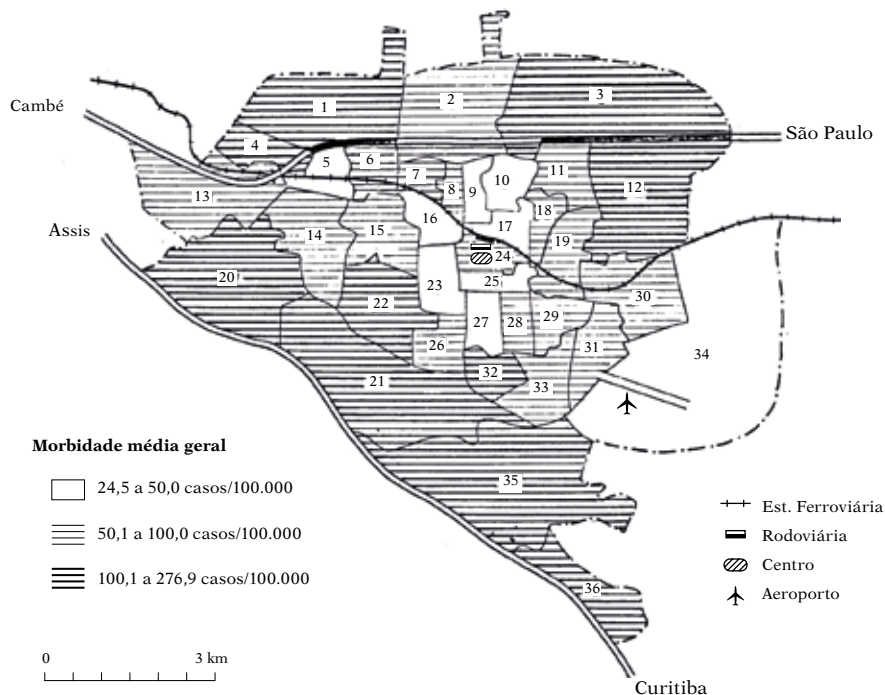 1
2
3
Cambé
São Paulo
4
5
6
7
8
9
10
11
12
13
16
17
18
Assis
14
15
19
24
20
22
23
25
30
27
28
29
26
31
34
21
32
33
Morbidade média geral
24,5 a 50,0 casos/100.000
50,1 a 100,0 casos/100.000
100,1 a 276,9 casos/100.000
35
Est. Ferroviária
Rodoviária
Centro
Aeroporto
36
0 3 km
Curitiba